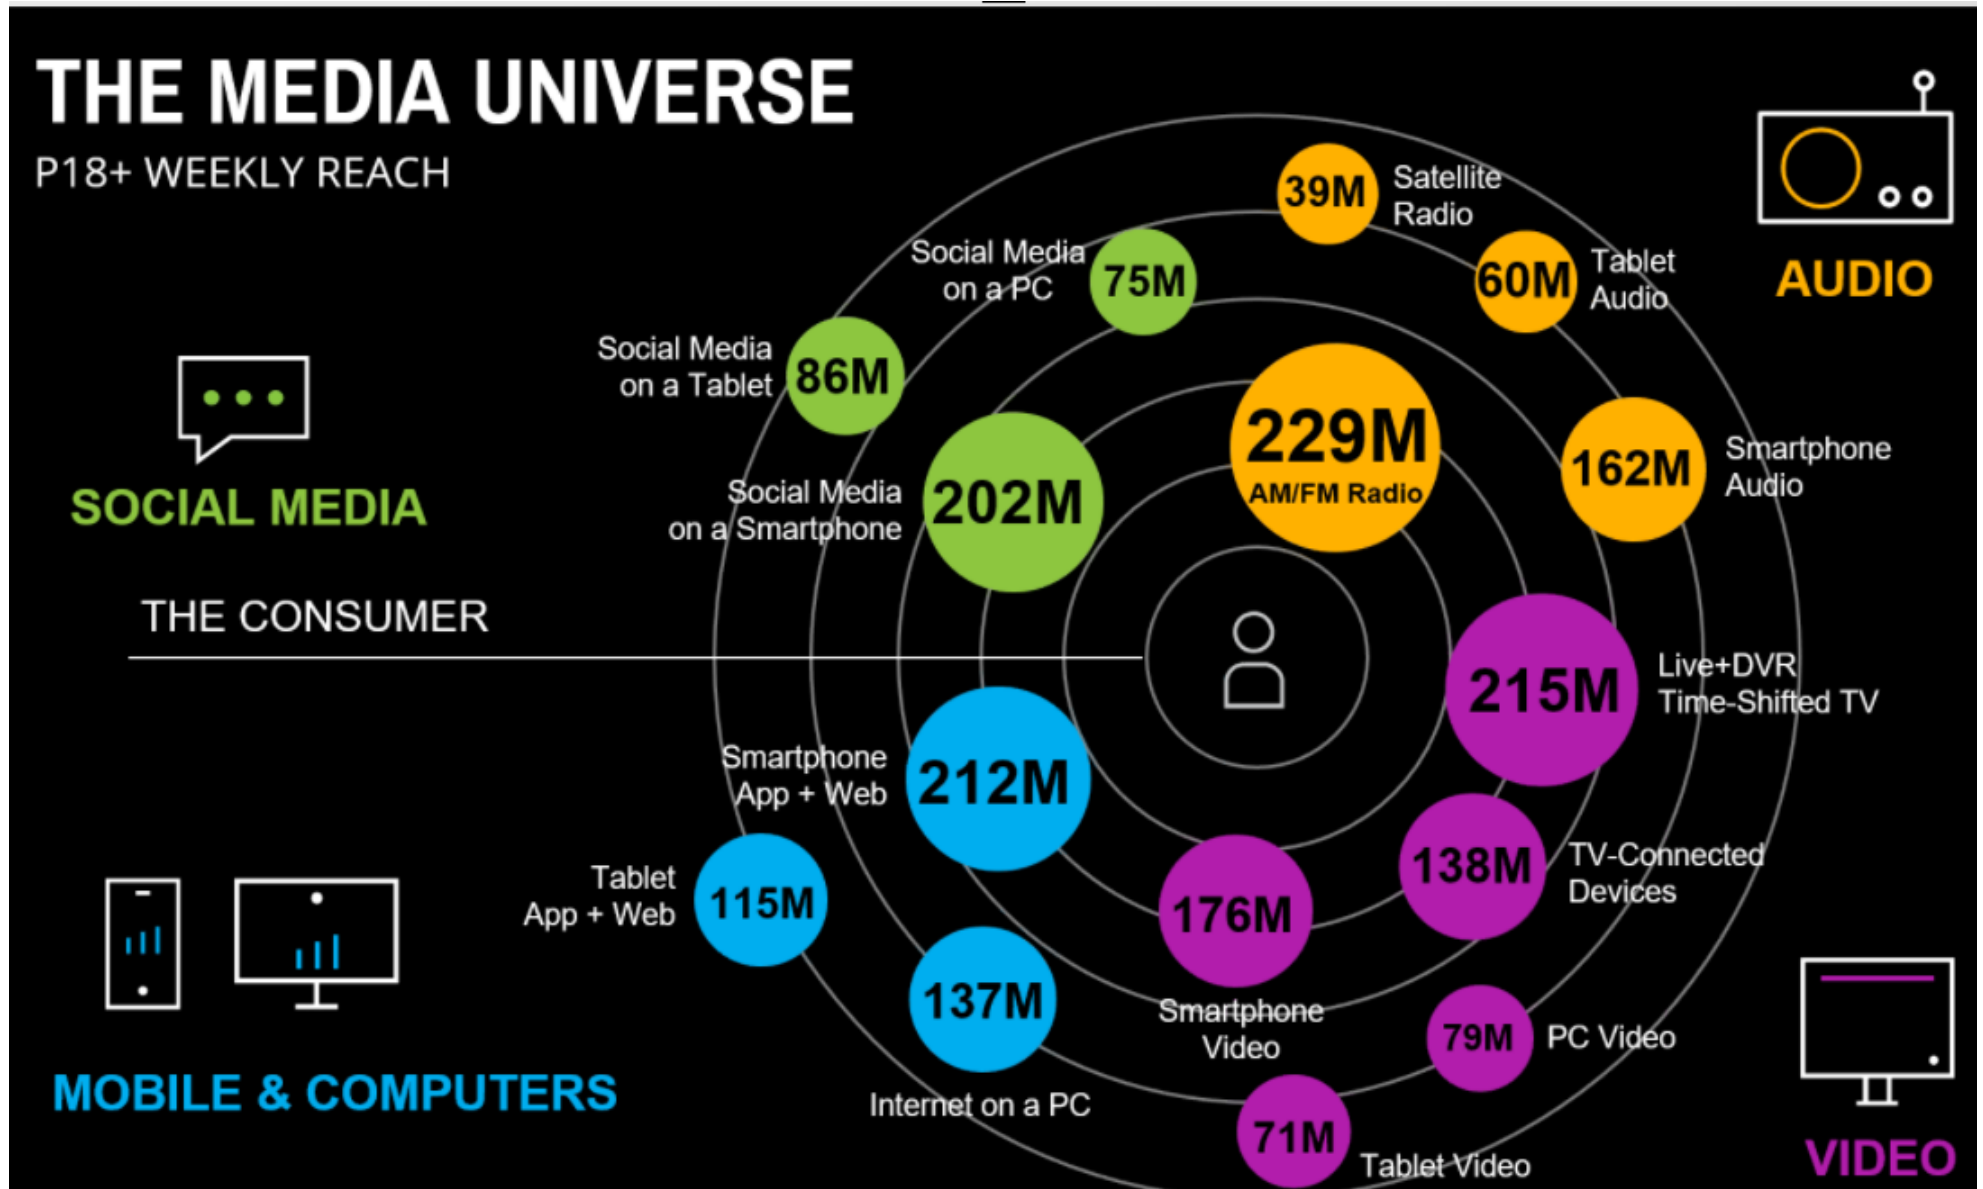 THE MEDIA UNIVERSE
P18+ WEEKLY REACH
39M
Satellite
Radio
60M
Tablet
Audio
AUDIO
Social Media
on a PC
75M
Social Media
on a Tablet
86M
229M
AM/FM Radio
162M
Smartphone
Audio
SOCIAL MEDIA
Social Media
on a Smartphone
202M
THE CONSUMER
215M
Live+DVR
Time-Shifted TV
Smartphone
App + Web
212M
138M
TV-Connected
Devices
Tablet
App + Web
115M
176M
Smartphone
Video
137M
Internet on a PC
79M
PC Video
MOBILE & COMPUTERS
71M
Tablet Video
VIDEO